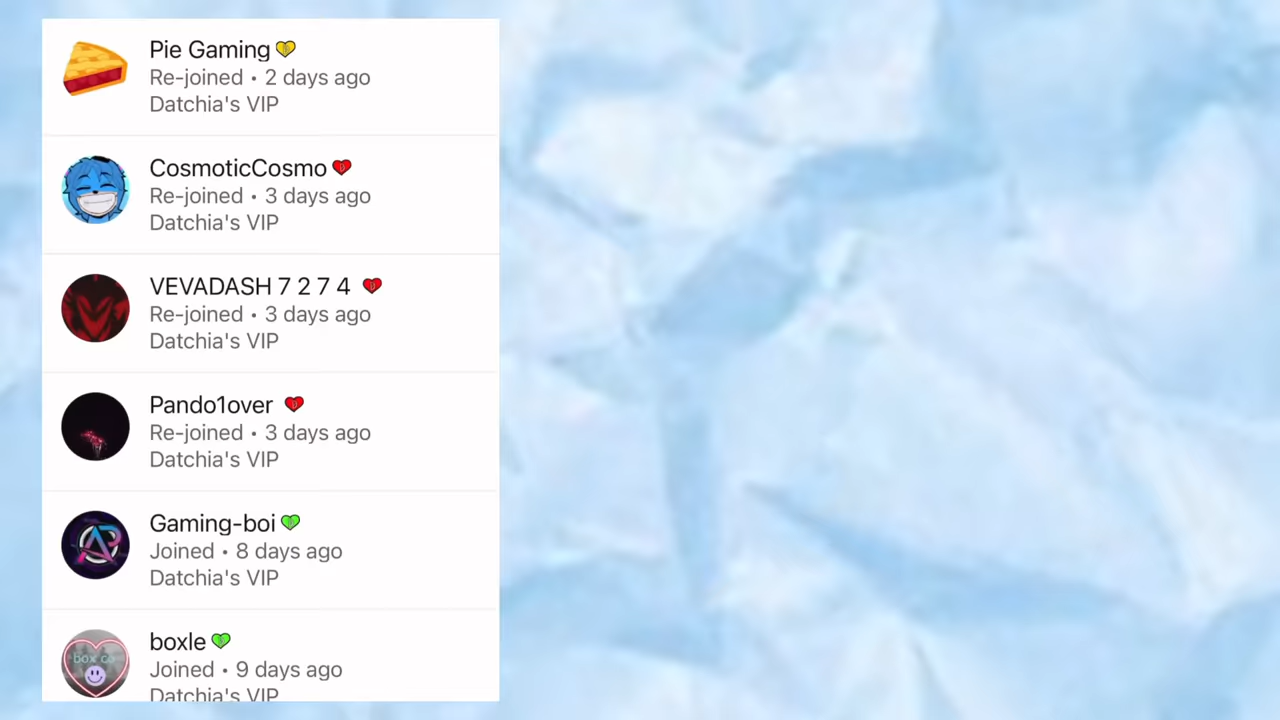 Pie Gaming
Re-joined • 2 days ago
Datchia's VIP
CosmoticCosmo
Re-joined • 3 days ago
Datchia's VIP
VEVADASH 7 2 7 4
Re-joined • 3 days ago
Datchia's VIP
Pando1over
Re-joined • 3 days ago
Datchia's VIP
Gaming-boi
Joined • 8 days ago
Datchia's VIP
boxle
box co
Joined • 9 days ago
Datchia's VIP